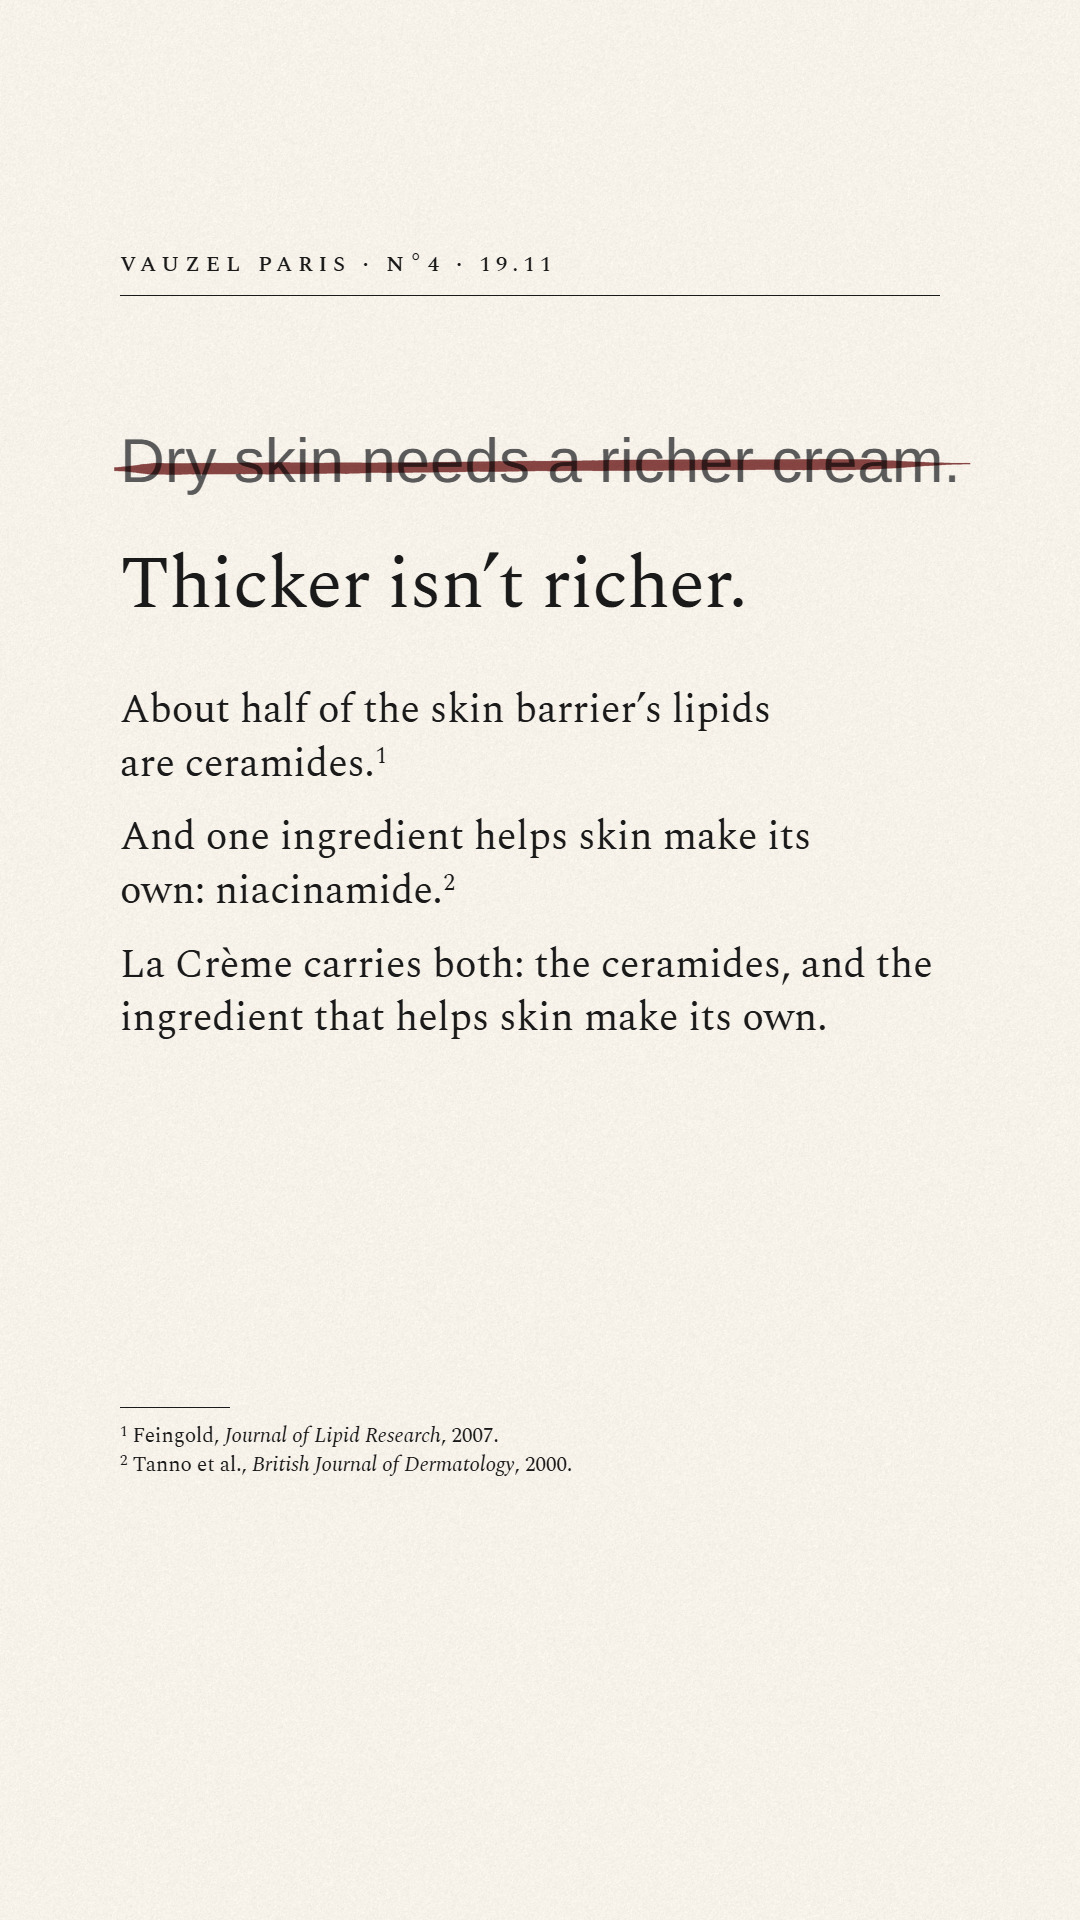 VAUZEL PARIS · N°4 · 19.11
Dry skin needs a richer cream.
Thicker isn′t richer.
About half of the skin barrier′s lipids
are ceramides.¹
And one ingredient helps skin make its
own: niacinamide.²
La Crème carries both: the ceramides, and the
ingredient that helps skin make its own.
¹ Feingold, Journal of Lipid Research, 2007.
² Tanno et al., British Journal of Dermatology, 2000.